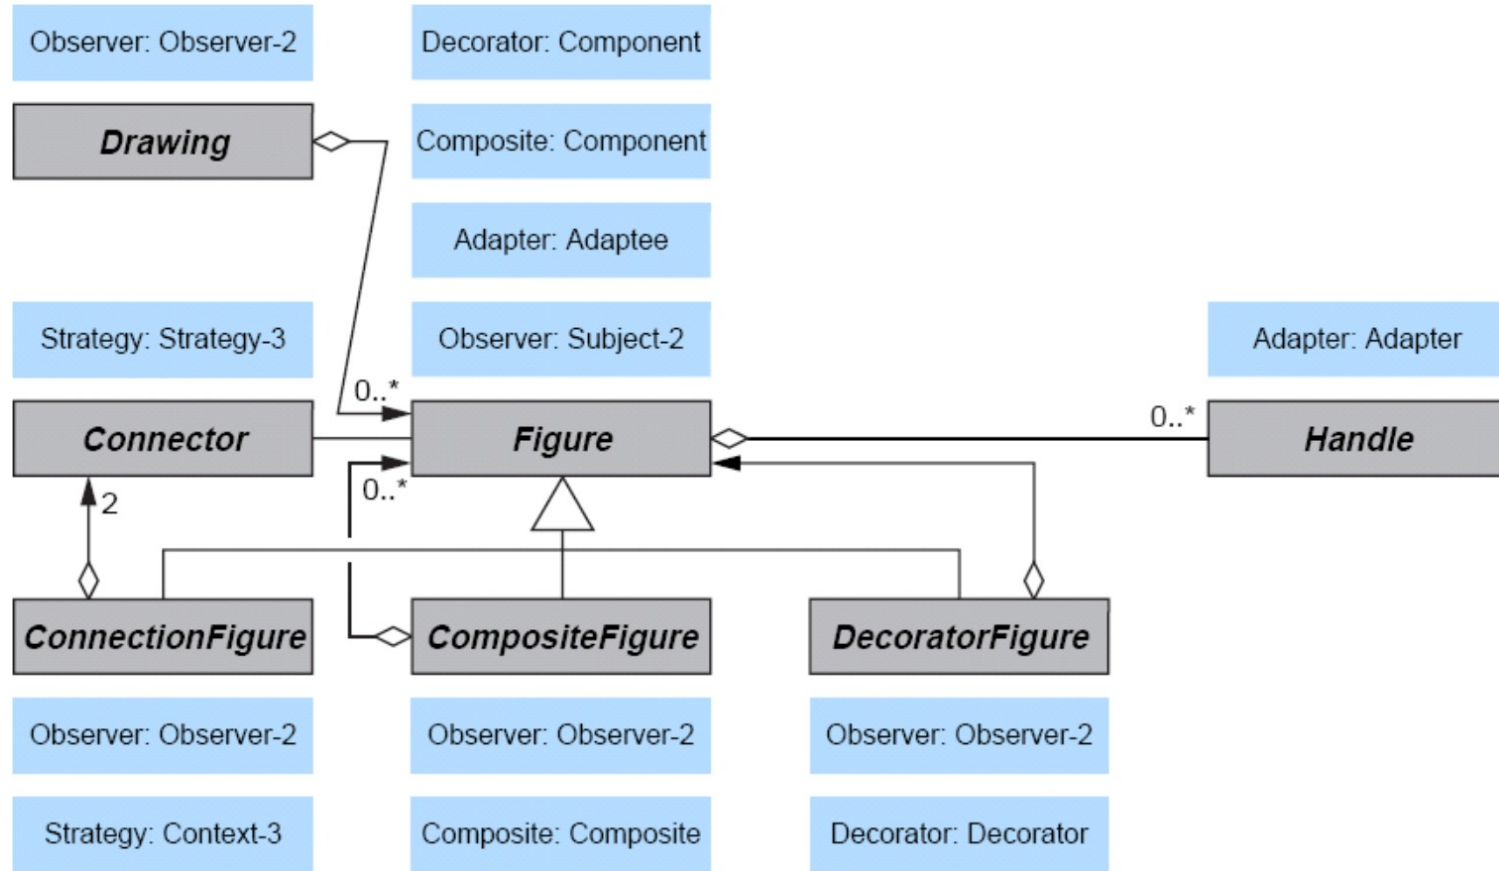 Observer: Observer-2
Decorator: Component
Drawing
Composite: Component
Adapter: Adaptee
Strategy: Strategy-3
Observer: Subject-2
Adapter: Adapter
0..*
0..*
Connector
Figure
Handle
0..*
2
ConnectionFigure
CompositeFigure
DecoratorFigure
Observer: Observer-2
Observer: Observer-2
Observer: Observer-2
Strategy: Context-3
Composite: Composite
Decorator: Decorator